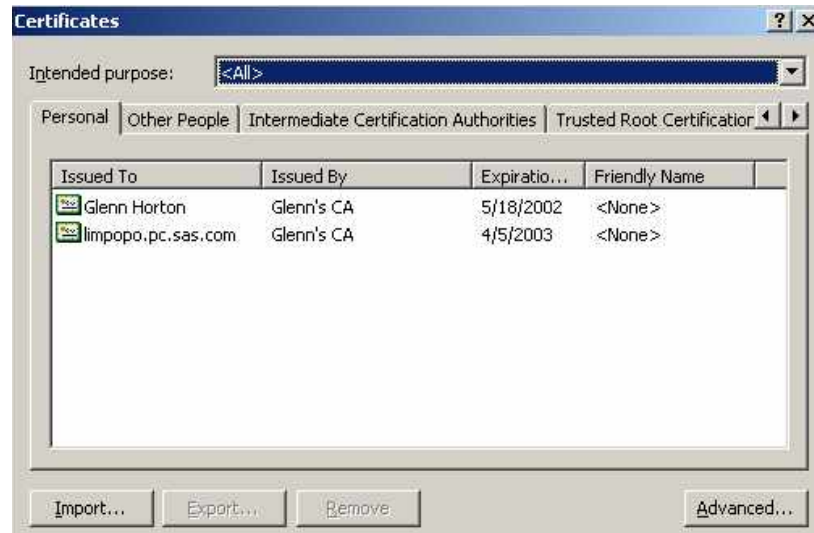 Certificates
Intended purpose: <All>
Personal Other People Intermediate Certification Authorities Trusted Root Certification
Issued To Issued By Expiratio... Friendly Name
Glenn Horton Glenn's CA 5/18/2002 <None>
limpopo.pc.sas.com Glenn's CA 4/5/2003 <None>
Import... Export... Remove Advanced...